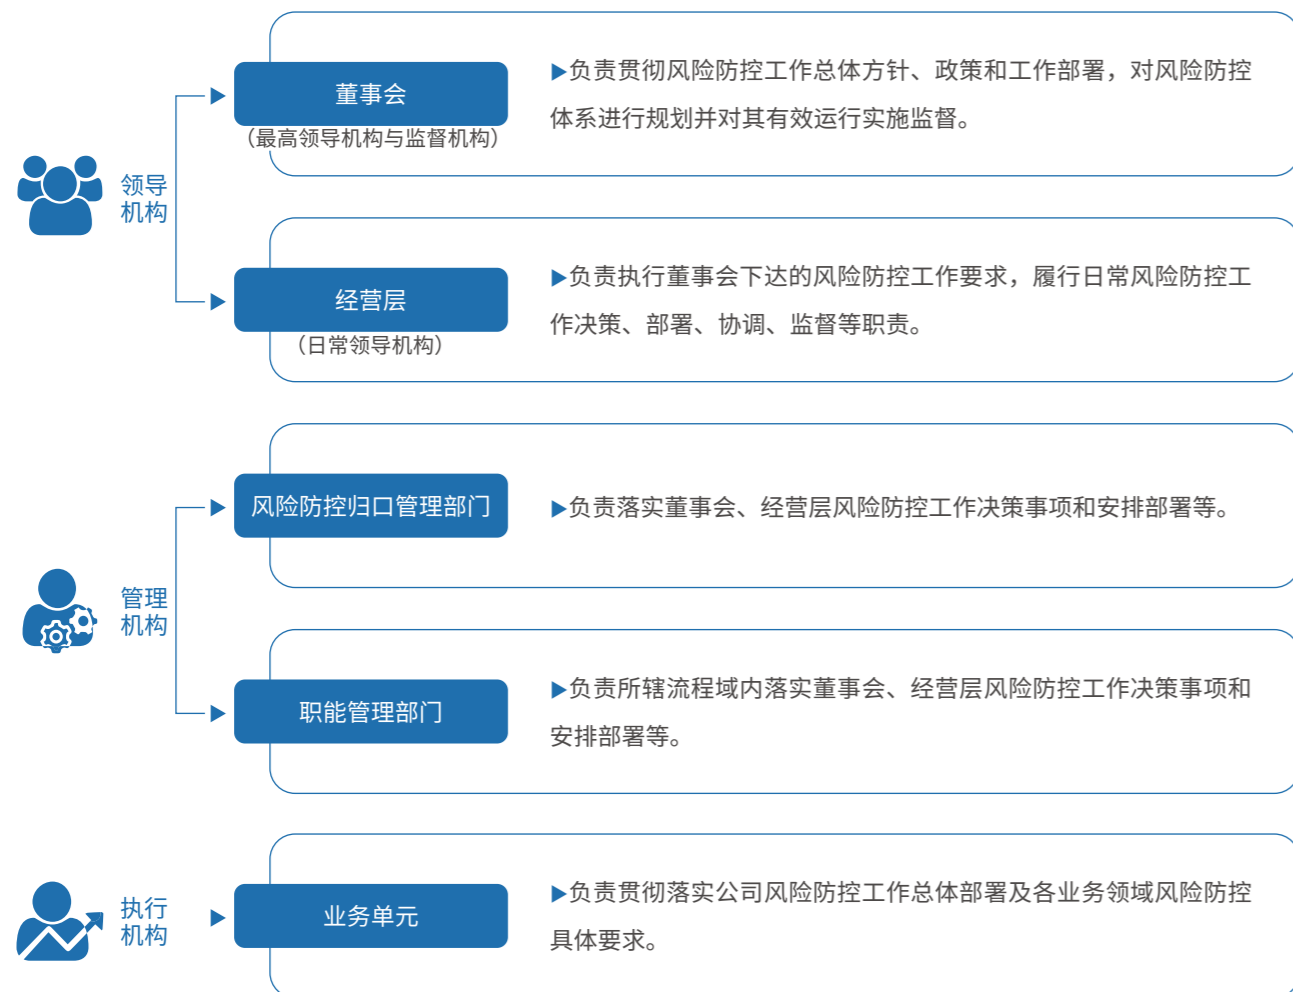 领导
机构
董事会
（最高领导机构与监督机构）
▶负责贯彻风险防控工作总体方针、政策和工作部署，对风险防控
体系进行规划并对其有效运行实施监督。
经营层
（日常领导机构）
▶负责执行董事会下达的风险防控工作要求，履行日常风险防控工
作决策、部署、协调、监督等职责。
管理
机构
风险防控归口管理部门
▶负责落实董事会、经营层风险防控工作决策事项和安排部署等。
职能管理部门
▶负责所辖流程域内落实董事会、经营层风险防控工作决策事项和
安排部署等。
执行
机构
业务单元
▶负责贯彻落实公司风险防控工作总体部署及各业务领域风险防控
具体要求。